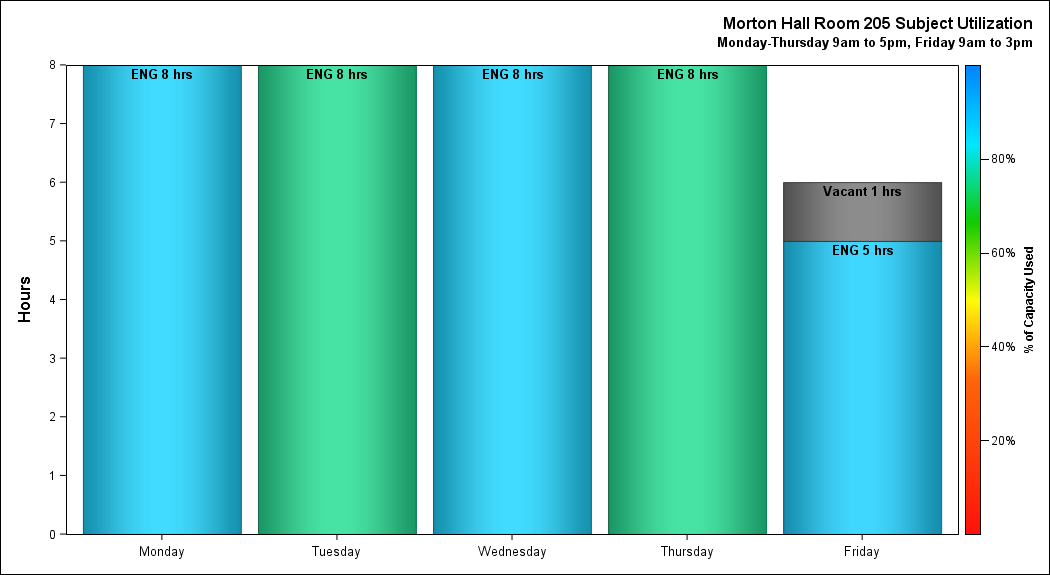 Morton Hall Room 205 Subject Utilization
Monday-Thursday 9am to 5pm, Friday 9am to 3pm
Hours
8
7
6
5
4
3
2
1
0
ENG 8 hrs
ENG 8 hrs
ENG 8 hrs
ENG 8 hrs
Vacant 1 hrs
ENG 5 hrs
Monday
Tuesday
Wednesday
Thursday
Friday
80%
60%
40%
20%
% of Capacity Used